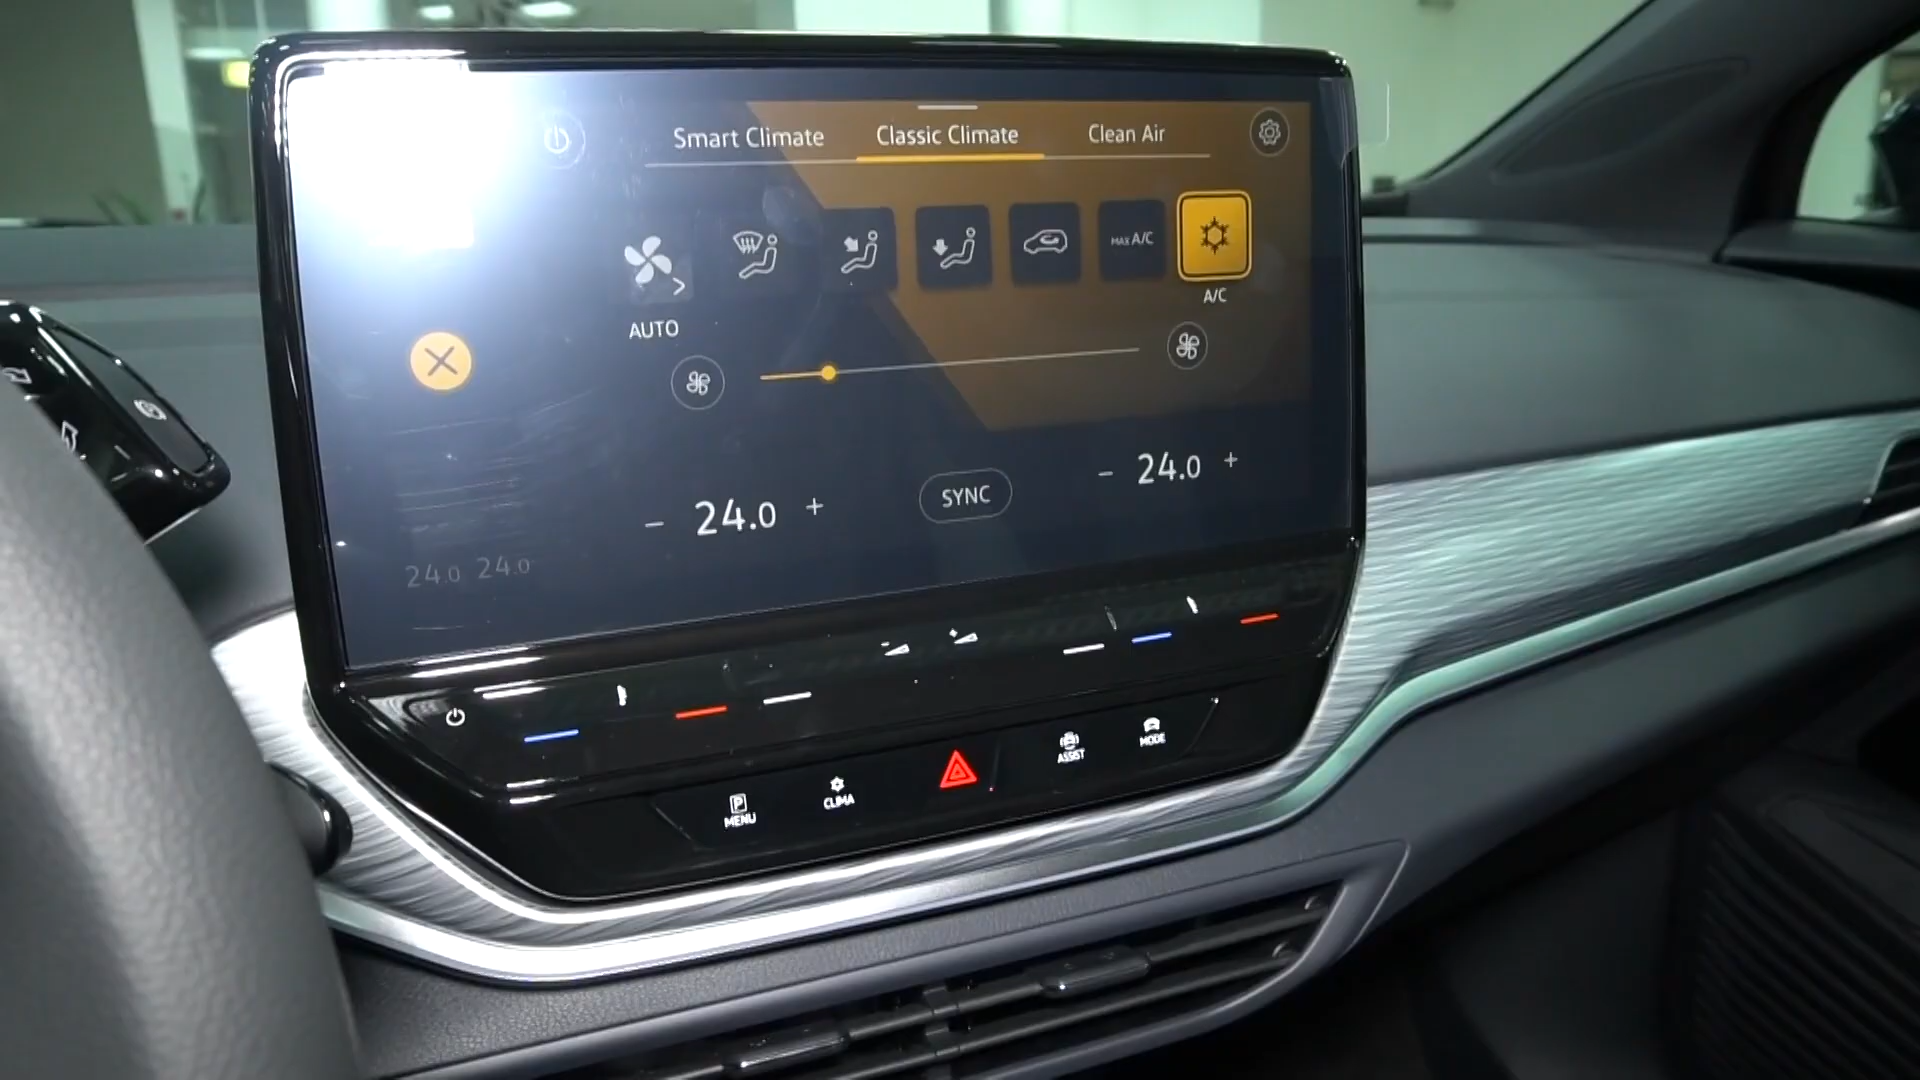 Smart Climate
Classic Climate
Clean Air
MAX A/C
A/C
AUTO
- 24.0 +
SYNC
- 24.0 +
24.0 24.0
MENU
CLIMA
ASSIST
MODE
P